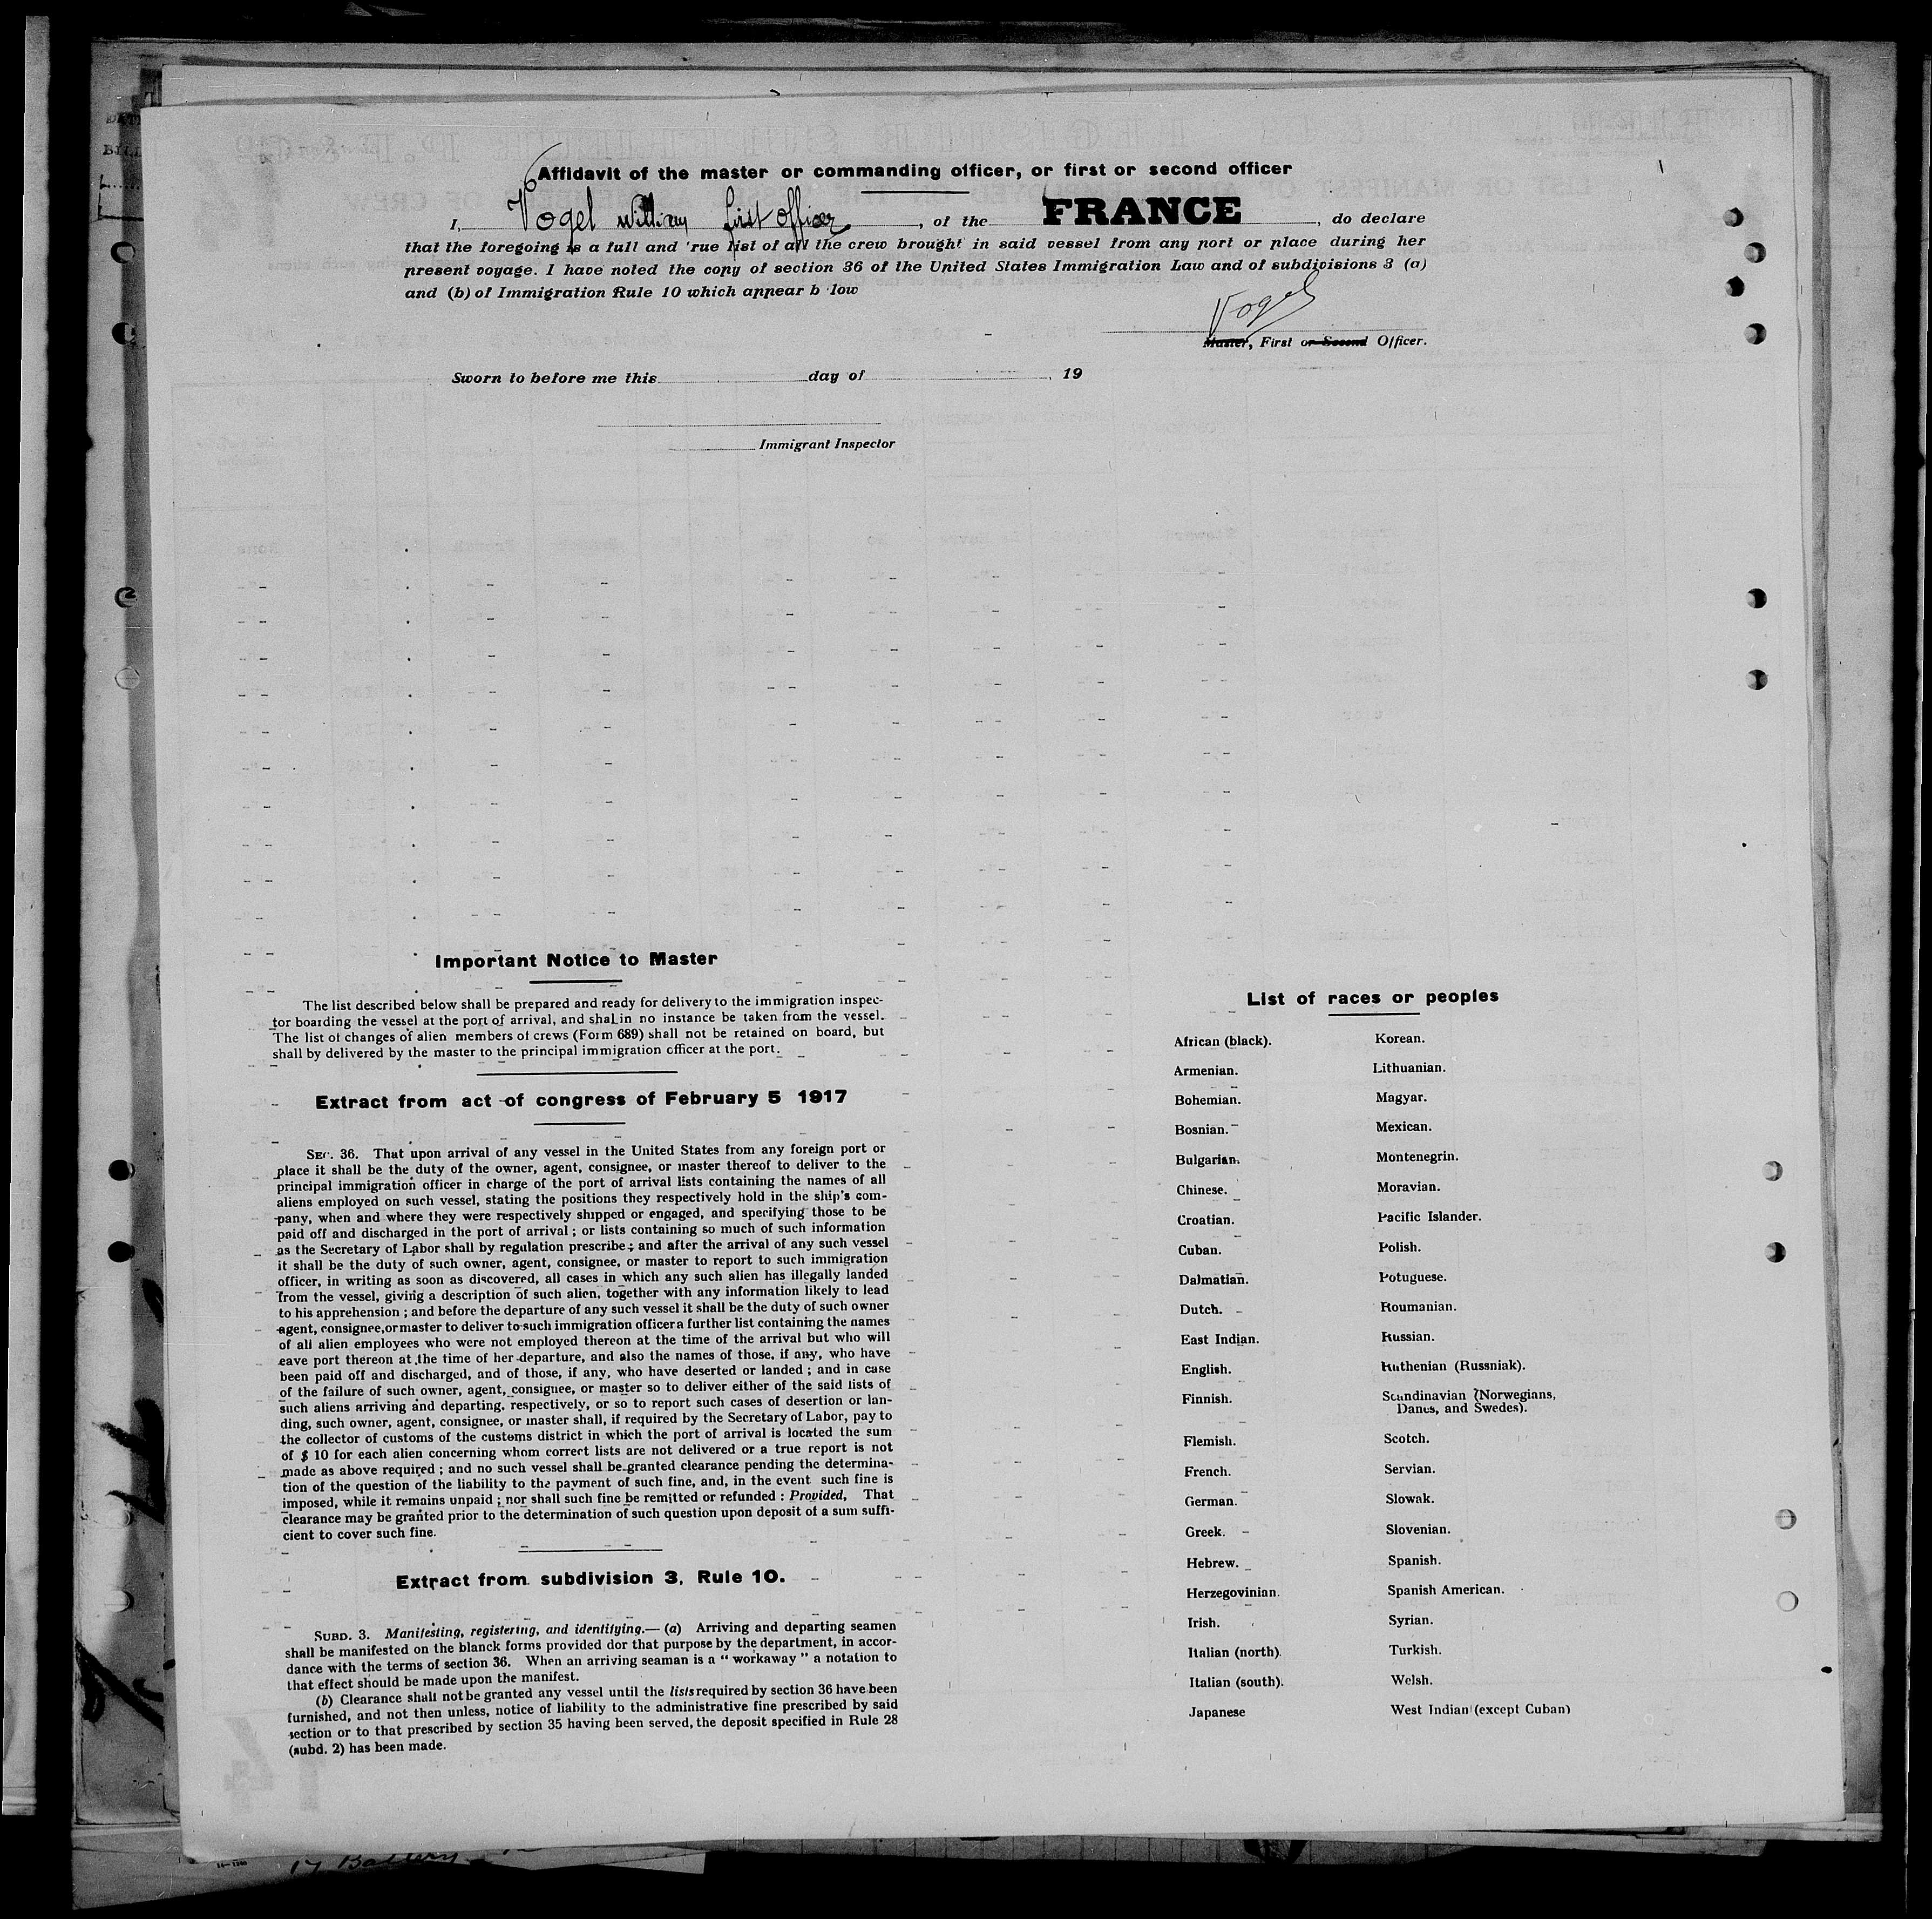 Affidavit of the master or commanding officer, or first or second officer
I, Vogel William first officer, of the FRANCE, do declare
that the foregoing is a full and rue list of all the crew brought in said vessel from any port or place during her
present voyage. I have noted the copy of section 36 of the United States Immigration Law and of subdivisions 3 (a)
and (b) of Immigration Rule 10 which appear b low
Vogel
Master, First or Second Officer.
Sworn to before me this day of , 19
Immigrant Inspector
Important Notice to Master
The list described below shall be prepared and ready for delivery to the immigration inspec-
tor boarding the vessel at the port of arrival, and shal in no instance be taken from the vessel.
The list of changes of alien members of crews (Form 689) shall not be retained on board, but
shall by delivered by the master to the principal immigration officer at the port.
Extract from act of congress of February 5 1917
SEC. 36. That upon arrival of any vessel in the United States from any foreign port or
place it shall be the duty of the owner, agent, consignee, or master thereof to deliver to the
principal immigration officer in charge of the port of arrival lists containing the names of all
aliens employed on such vessel, stating the positions they respectively hold in the ship's com-
pany, when and where they were respectively shipped or engaged, and specifying those to be
paid off and discharged in the port of arrival ; or lists containing so much of such information
as the Secretary of Labor shall by regulation prescribe ; and after the arrival of any such vessel
it shall be the duty of such owner, agent, consignee, or master to report to such immigration
officer, in writing as soon as discovered, all cases in which any such alien has illegally landed
from the vessel, giving a description of such alien, together with any information likely to lead
to his apprehension ; and before the departure of any such vessel it shall be the duty of such owner
agent, consignee, or master to deliver to such immigration officer a further list containing the names
of all alien employees who were not employed thereon at the time of the arrival but who will
eave port thereon at the time of her departure, and also the names of those, if any, who have
been paid off and discharged, and of those, if any, who have deserted or landed ; and in case
of the failure of such owner, agent, consignee, or master so to deliver either of the said lists of
such aliens arriving and departing, respectively, or so to report such cases of desertion or lan-
ding, such owner, agent, consignee, or master shall, if required by the Secretary of Labor, pay to
the collector of customs of the customs district in which the port of arrival is located the sum
of $ 10 for each alien concerning whom correct lists are not delivered or a true report is not
made as above required ; and no such vessel shall be granted clearance pending the determina-
tion of the question of the liability to the payment of such fine, and, in the event such fine is
imposed, while it remains unpaid ; nor shall such fine be remitted or refunded : Provided, That
clearance may be granted prior to the determination of such question upon deposit of a sum suffi-
cient to cover such fine.
Extract from subdivision 3, Rule 10.
SUBD. 3. Manifesting, registering, and identifying.— (a) Arriving and departing seamen
shall be manifested on the blanck forms provided dor that purpose by the department, in accor-
dance with the terms of section 36. When an arriving seaman is a " workaway " a notation to
that effect should be made upon the manifest.
(b) Clearance shall not be granted any vessel until the lists required by section 36 have been
furnished, and not then unless, notice of liability to the administrative fine prescribed by said
section or to that prescribed by section 35 having been served, the deposit specified in Rule 28
(subd. 2) has been made.
List of races or peoples
African (black).
Armenian.
Bohemian.
Bosnian.
Bulgarian.
Chinese.
Croatian.
Cuban.
Dalmatian.
Dutch.
East Indian.
English.
Finnish.
Flemish.
French.
German.
Greek.
Hebrew.
Herzegovinian.
Irish.
Italian (north).
Italian (south).
Japanese
Korean.
Lithuanian.
Magyar.
Mexican.
Montenegrin.
Moravian.
Pacific Islander.
Polish.
Potuguese.
Roumanian.
Russian.
Ruthenian (Russniak).
Scandinavian (Norwegians,
Danes, and Swedes).
Scotch.
Servian.
Slowak.
Slovenian.
Spanish.
Spanish American.
Syrian.
Turkish.
Welsh.
West Indian (except Cuban)
17 Battery